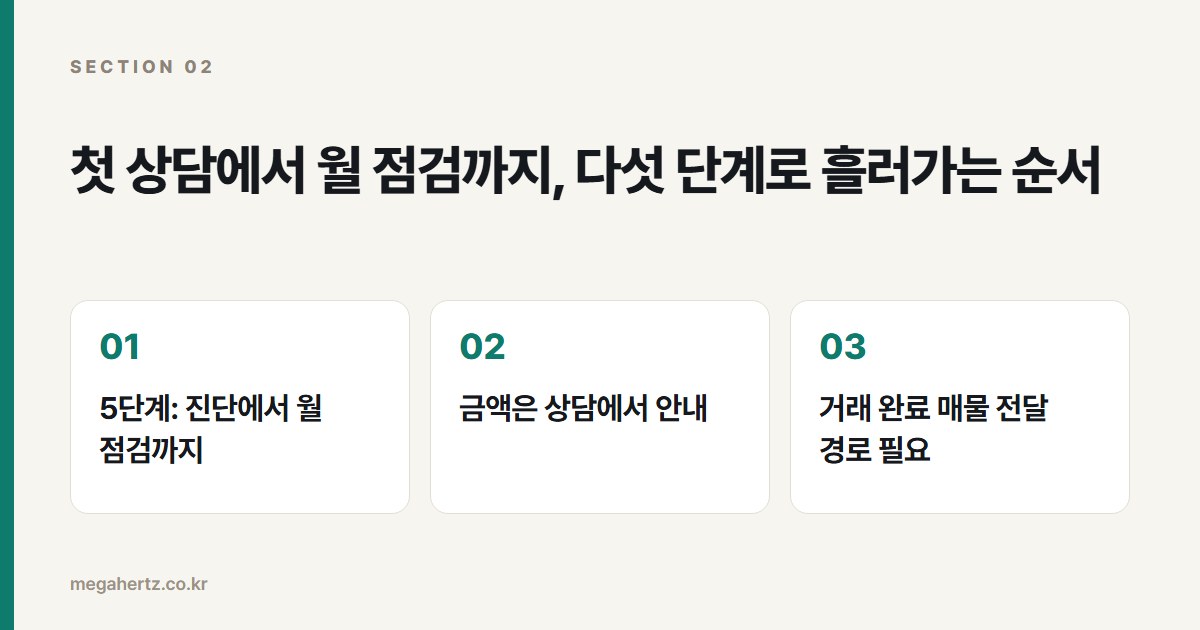 SECTION 02
첫 상담에서 월 점검까지, 다섯 단계로 흘러가는 순서
01
5단계: 진단에서 월
점검까지
02
금액은 상담에서 안내
03
거래 완료 매물 전달
경로 필요
megahertz.co.kr